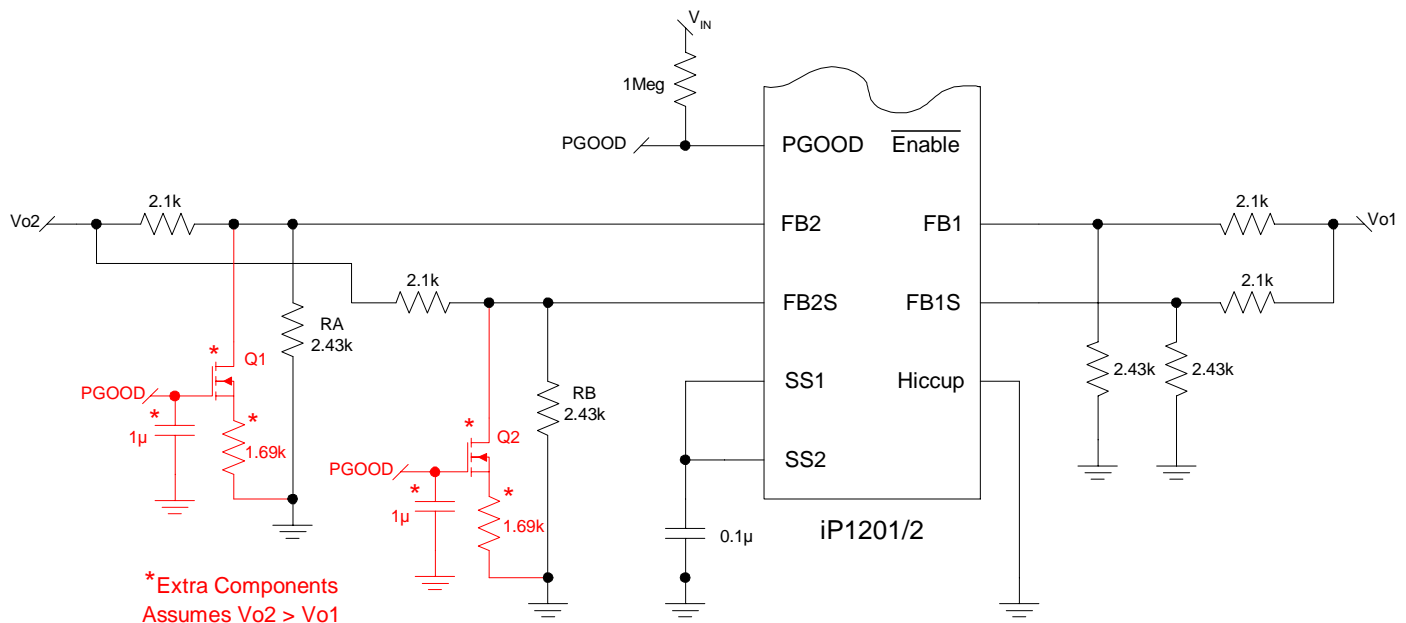 VIN
1Meg
PGOOD
PGOOD
Enable
2.1k
2.1k
Vo2
FB2
FB1
Vo1
2.1k
2.1k
FB2S
FB1S
RA
2.43k
* Q1
SS1
Hiccup
2.43k
2.43k
PGOOD
RB
2.43k
*
*
1µ
1.69k
* Q2
SS2
PGOOD
*
*
1µ
1.69k
0.1µ
iP1201/2
*Extra Components
Assumes Vo2 > Vo1